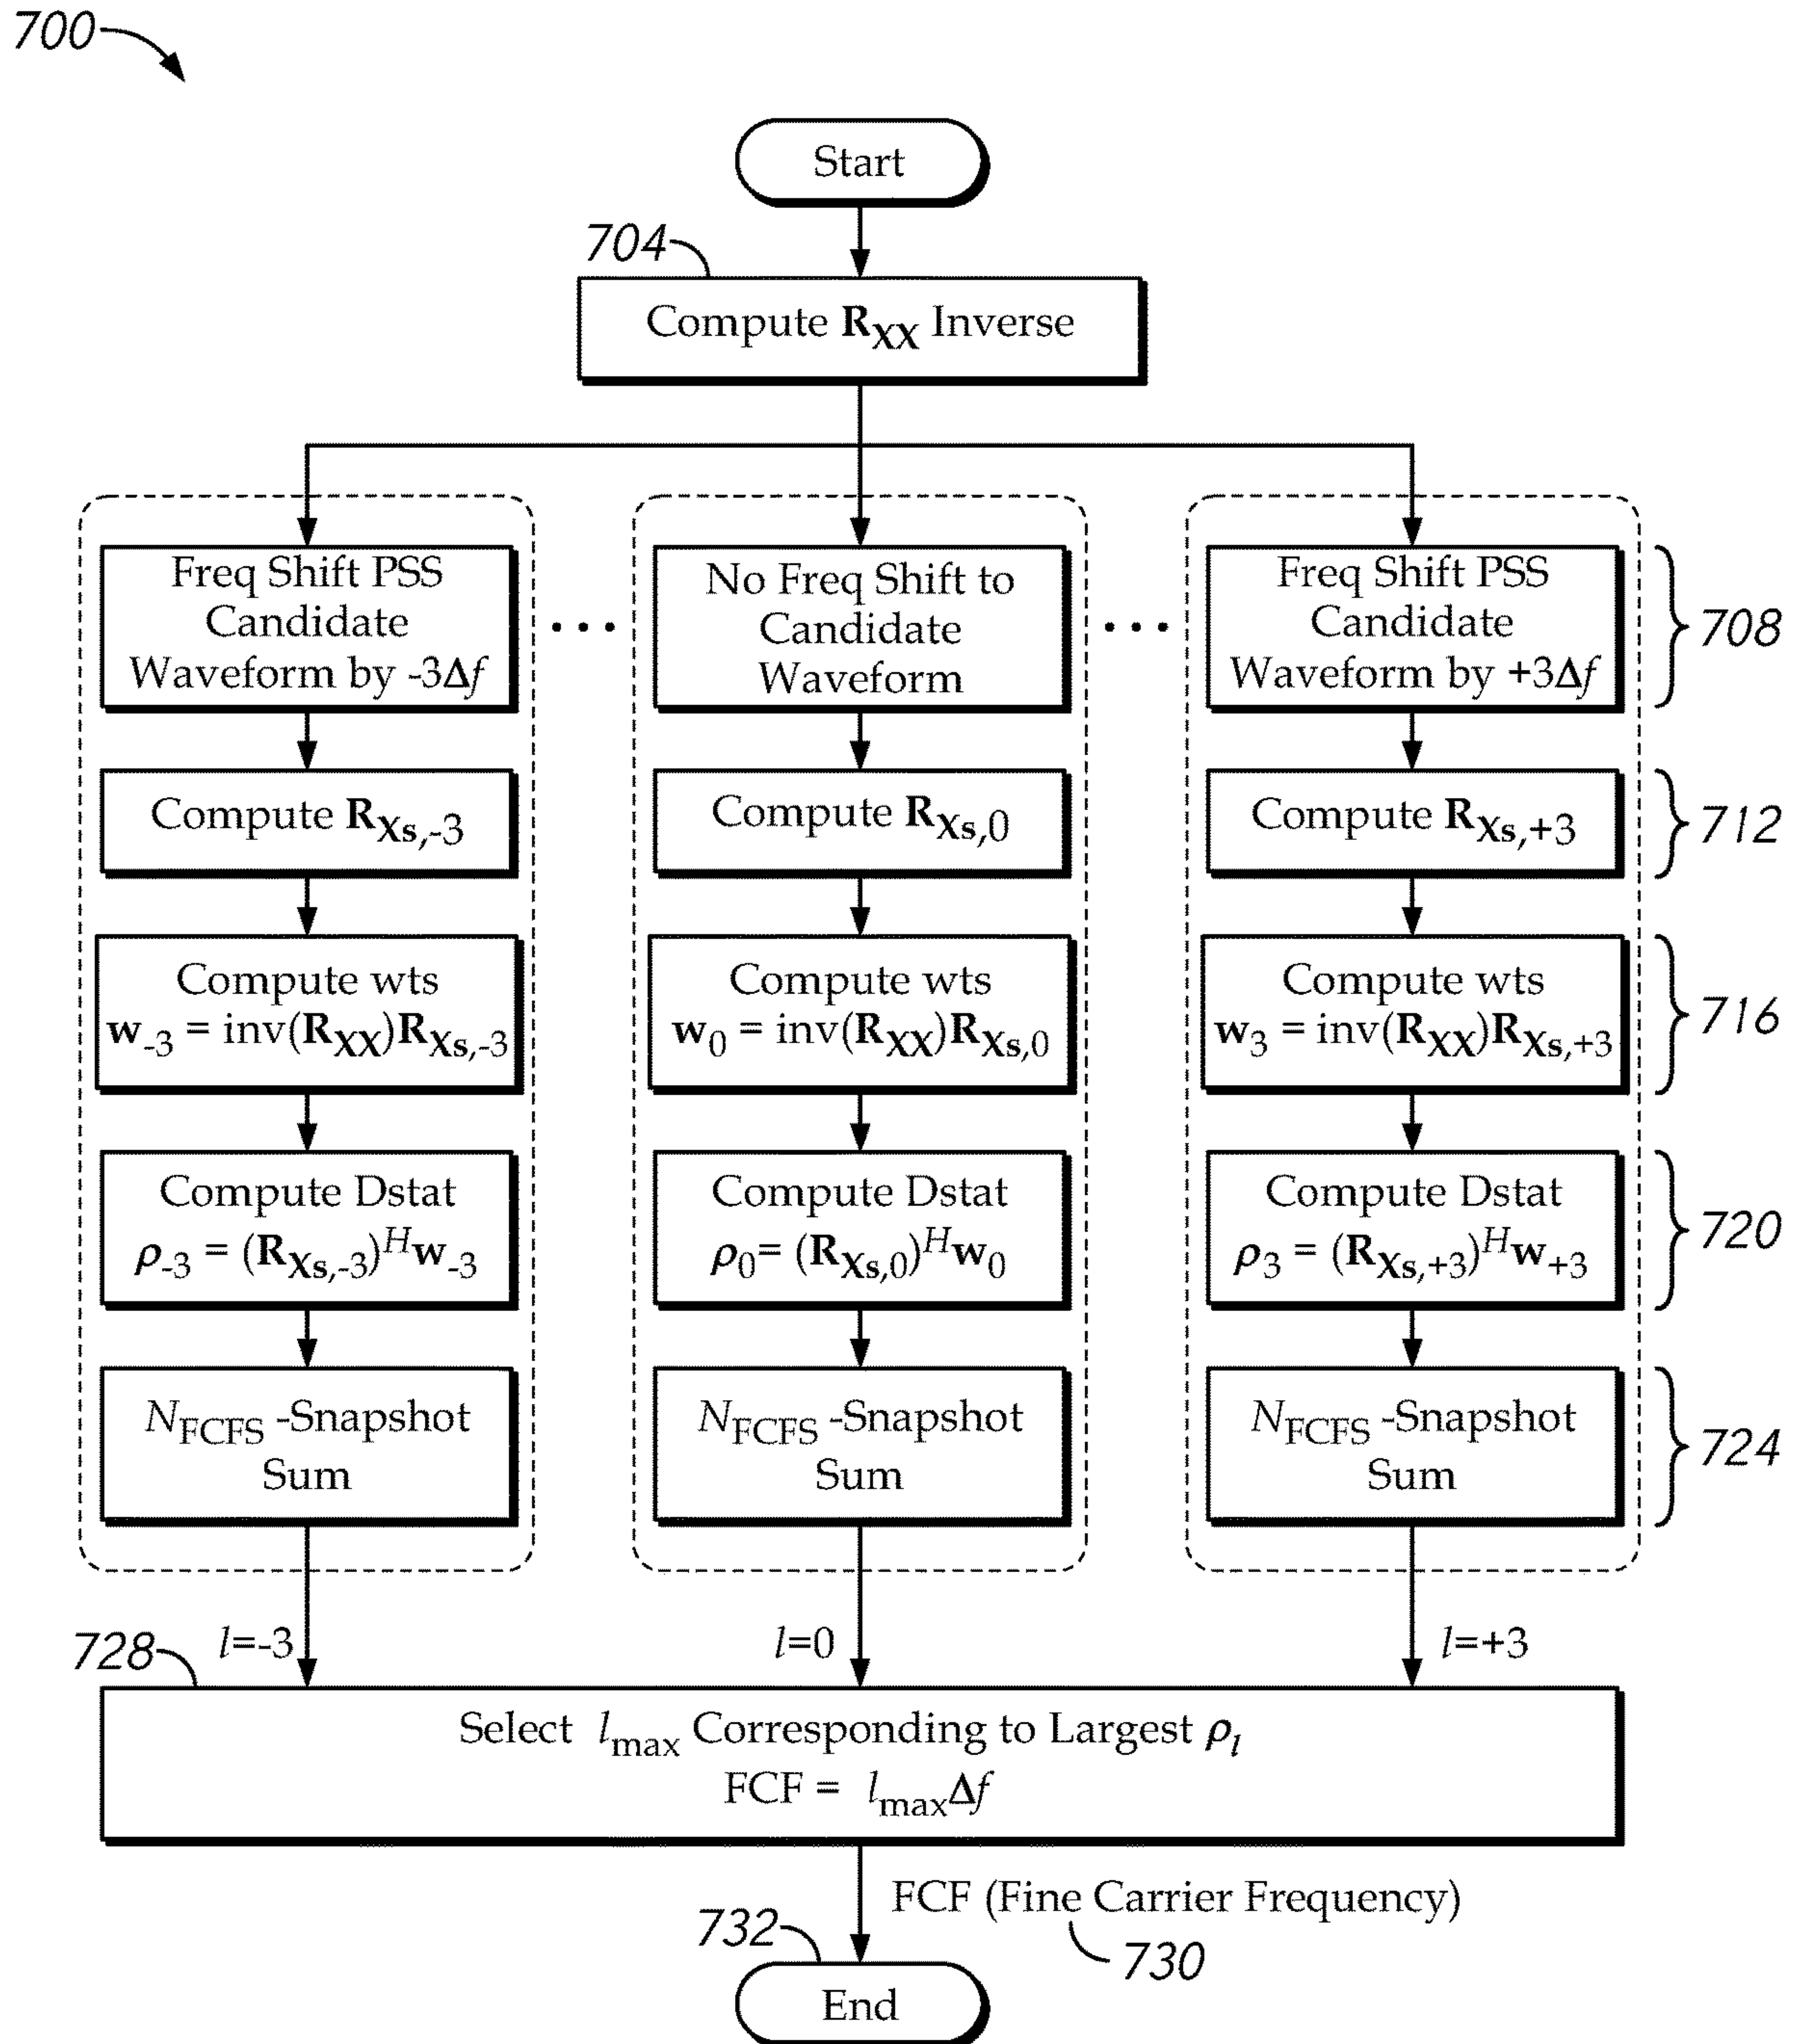 700
Start
704
Compute R_XX Inverse
Freq Shift PSS
Candidate
Waveform by -3Δf
• • •
No Freq Shift to
Candidate
Waveform
• • •
Freq Shift PSS
Candidate
Waveform by +3Δf
708
Compute R_Xs,-3
Compute R_Xs,0
Compute R_Xs,+3
712
Compute wts
w_-3 = inv(R_XX)R_Xs,-3
Compute wts
w_0 = inv(R_XX)R_Xs,0
Compute wts
w_3 = inv(R_XX)R_Xs,+3
716
Compute Dstat
ρ_-3 = (R_Xs,-3)^H w_-3
Compute Dstat
ρ_0= (R_Xs,0)^H w_0
Compute Dstat
ρ_3 = (R_Xs,+3)^H w_+3
720
N_FCFS -Snapshot
Sum
N_FCFS -Snapshot
Sum
N_FCFS -Snapshot
Sum
724
l=-3
l=0
l=+3
728
Select l_max Corresponding to Largest ρ_l
FCF = l_maxΔf
FCF (Fine Carrier Frequency)
730
732
End